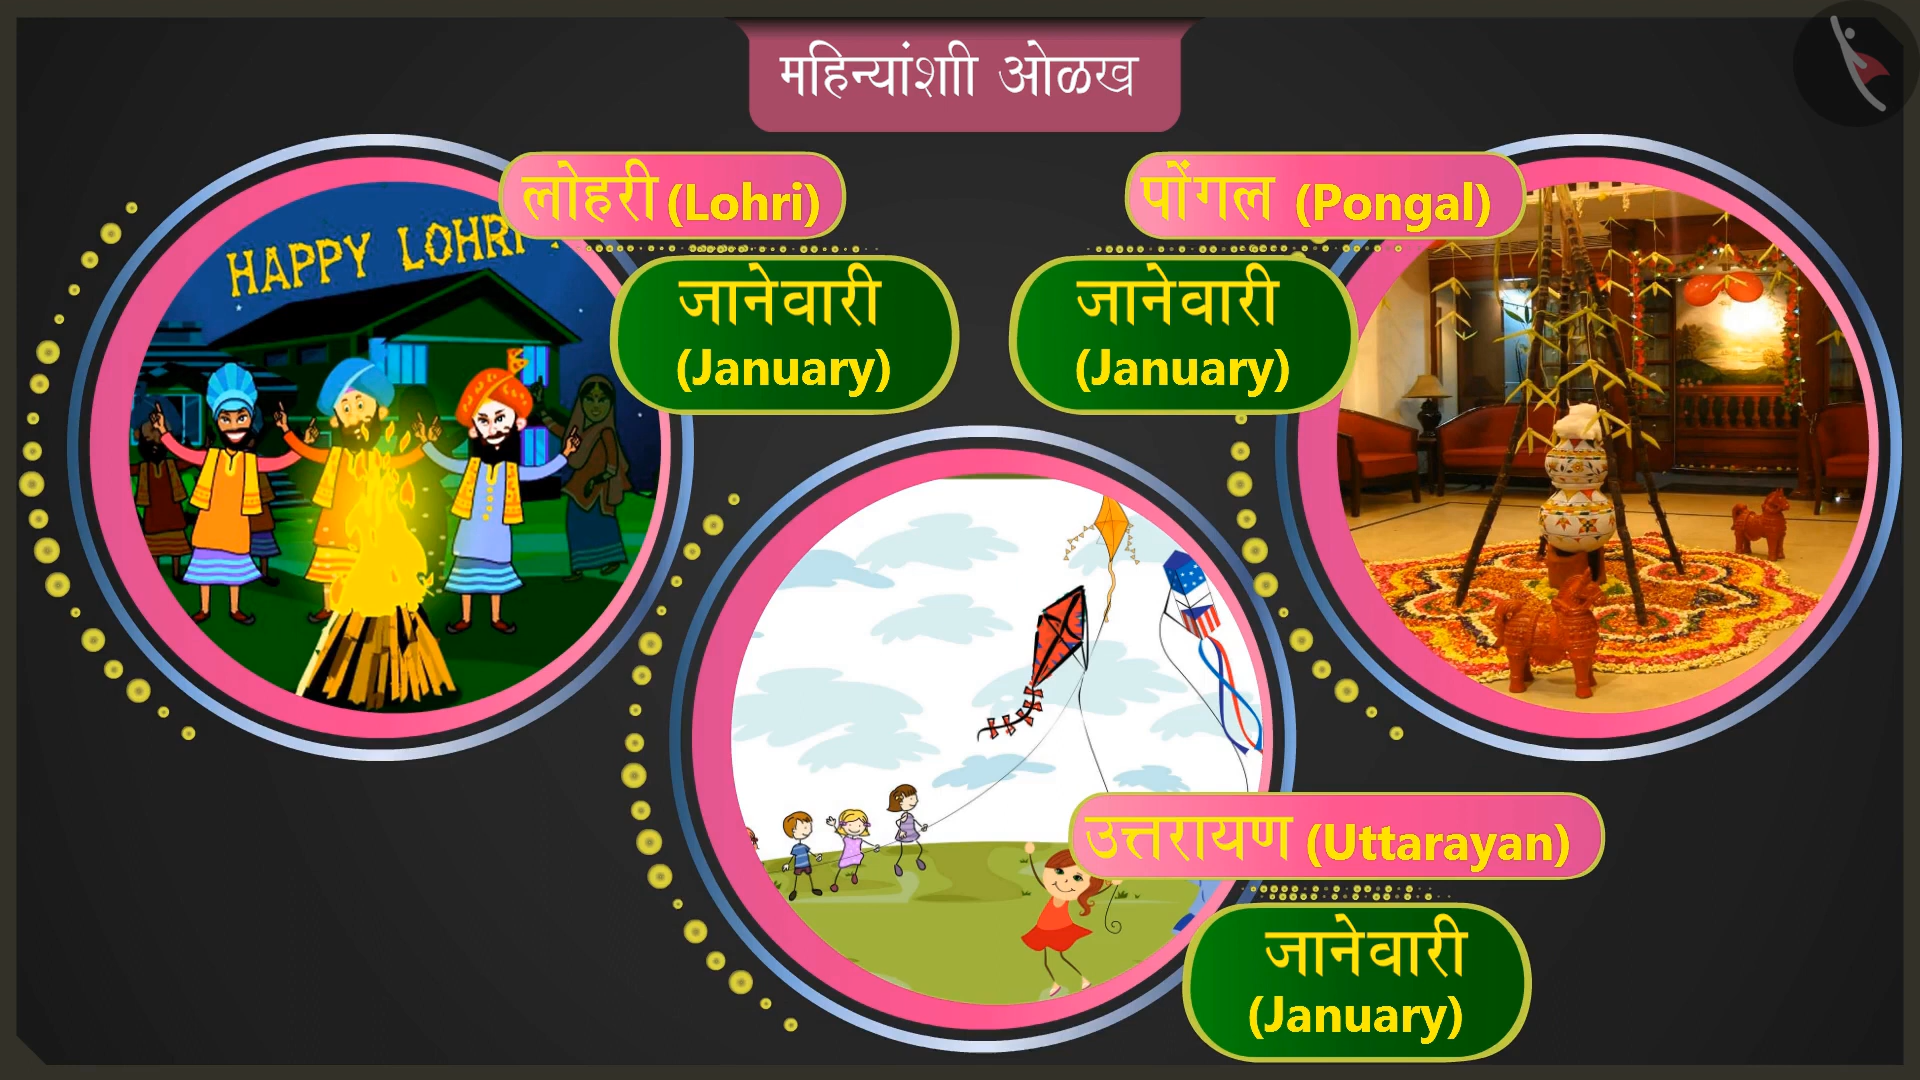 महिन्यांशी ओळख
HAPPY LOHRI
लोहरी (Lohri)
जानेवारी
(January)
पोंगल (Pongal)
जानेवारी
(January)
उत्तरायण (Uttarayan)
जानेवारी
(January)